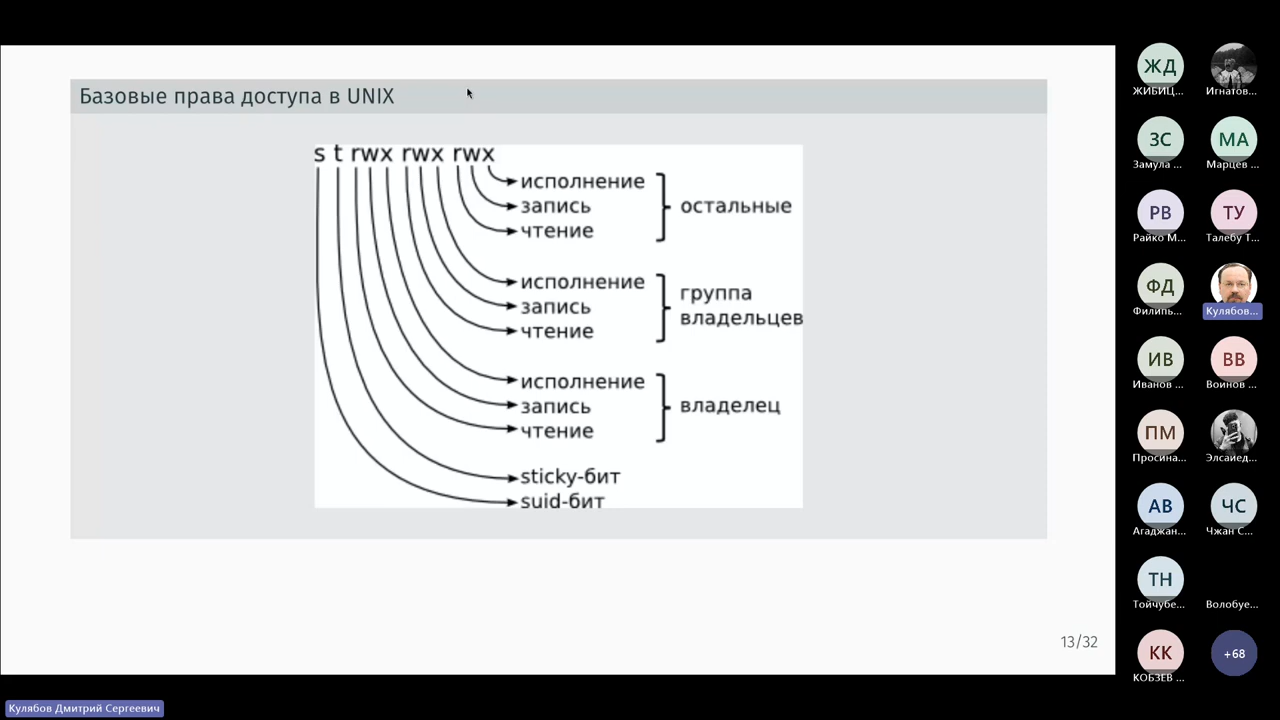 Базовые права доступа в UNIX
s t rwx rwx rwx
исполнение
запись
чтение
остальные
исполнение
запись
чтение
группа
владельцев
исполнение
запись
чтение
владелец
sticky-бит
suid-бит
13/32
Кулябов Дмитрий Сергеевич
ЖД
ЖИБИЦ...
Игнатов...
ЗС
Замула ...
МА
Марцев ...
РВ
Райко М...
ТУ
Талебу Т...
ФД
Филипь...
Кулябов...
ИВ
Иванов ...
ВВ
Воинов ...
ПМ
Просина...
Элсаиед...
АВ
Агаджан...
ЧС
Чжан С...
ТН
Тойчубе...
Волобуе...
КК
КОБЗЕВ ...
+68